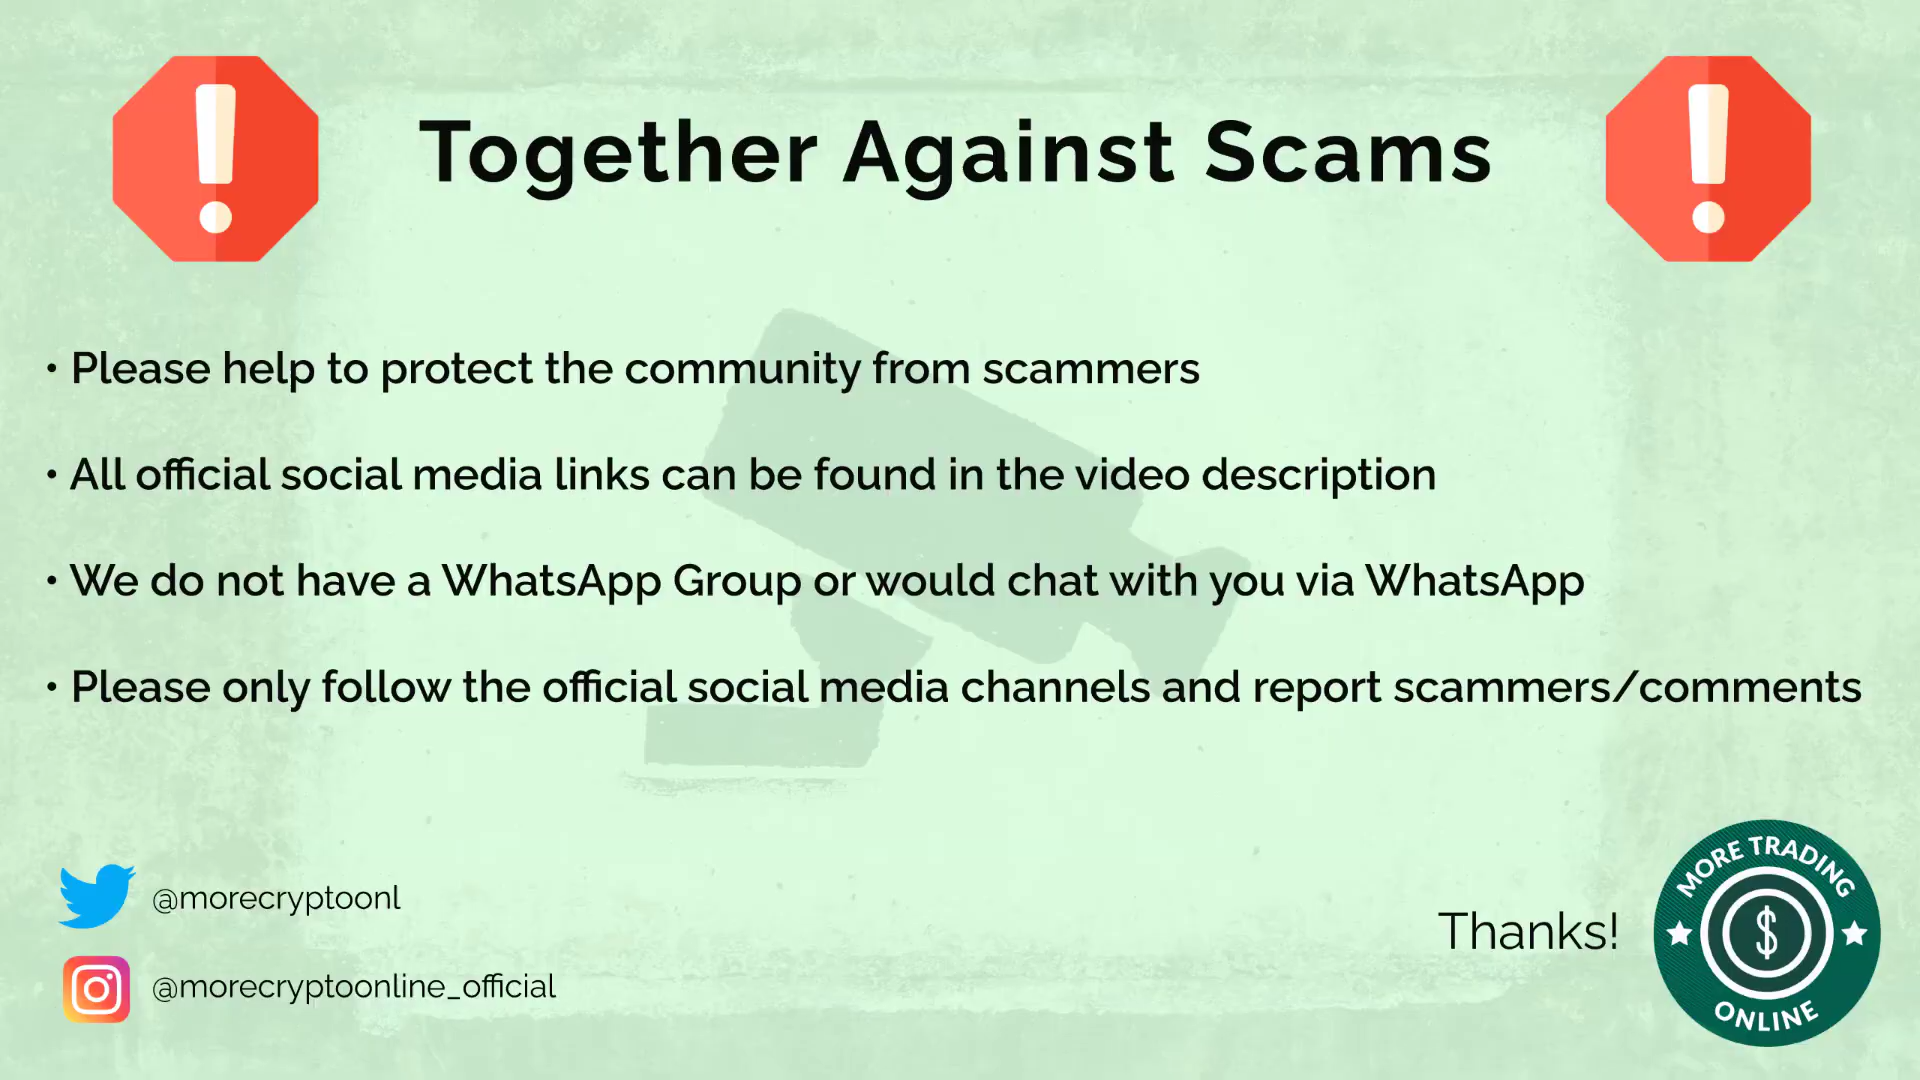 Together Against Scams
• Please help to protect the community from scammers
• All official social media links can be found in the video description
• We do not have a WhatsApp Group or would chat with you via WhatsApp
• Please only follow the official social media channels and report scammers/comments
@morecryptoonl
@morecryptoonline_official
Thanks!
MORE TRADING
$
ONLINE